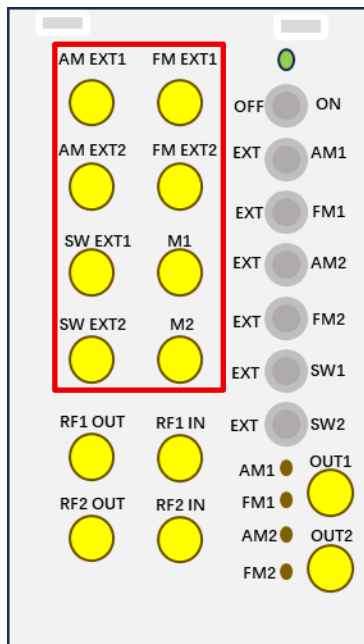 AM EXT1 FM EXT1
OFF ON
AM EXT2 FM EXT2
EXT AM1
EXT FM1
SW EXT1 M1
EXT AM2
SW EXT2 M2
EXT FM2
EXT SW1
RF1 OUT RF1 IN
EXT SW2
AM1 OUT1
FM1
RF2 OUT RF2 IN
AM2 OUT2
FM2